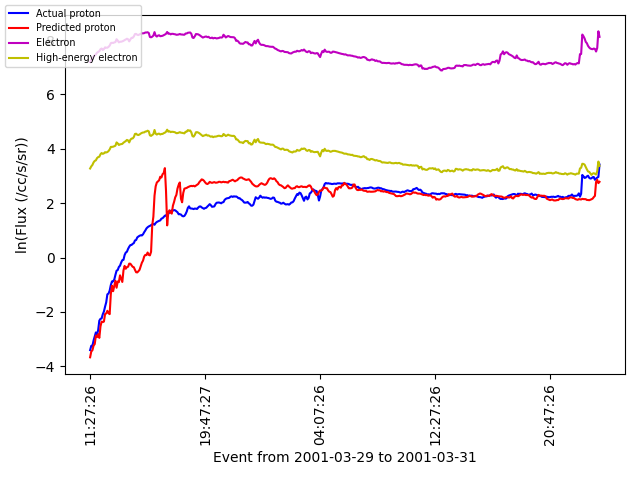 Actual proton
Predicted proton
Electron
High-energy electron
ln(Flux (/cc/s/sr))
6
4
2
0
−2
−4
11:27:26
19:47:27
04:07:26
12:27:26
20:47:26
Event from 2001-03-29 to 2001-03-31